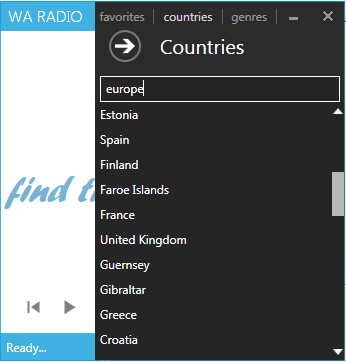 WA RADIO
favorites countries genres
Countries
europe
Estonia
Spain
Finland
Faroe Islands
France
United Kingdom
Guernsey
Gibraltar
Greece
Croatia
find
Ready...